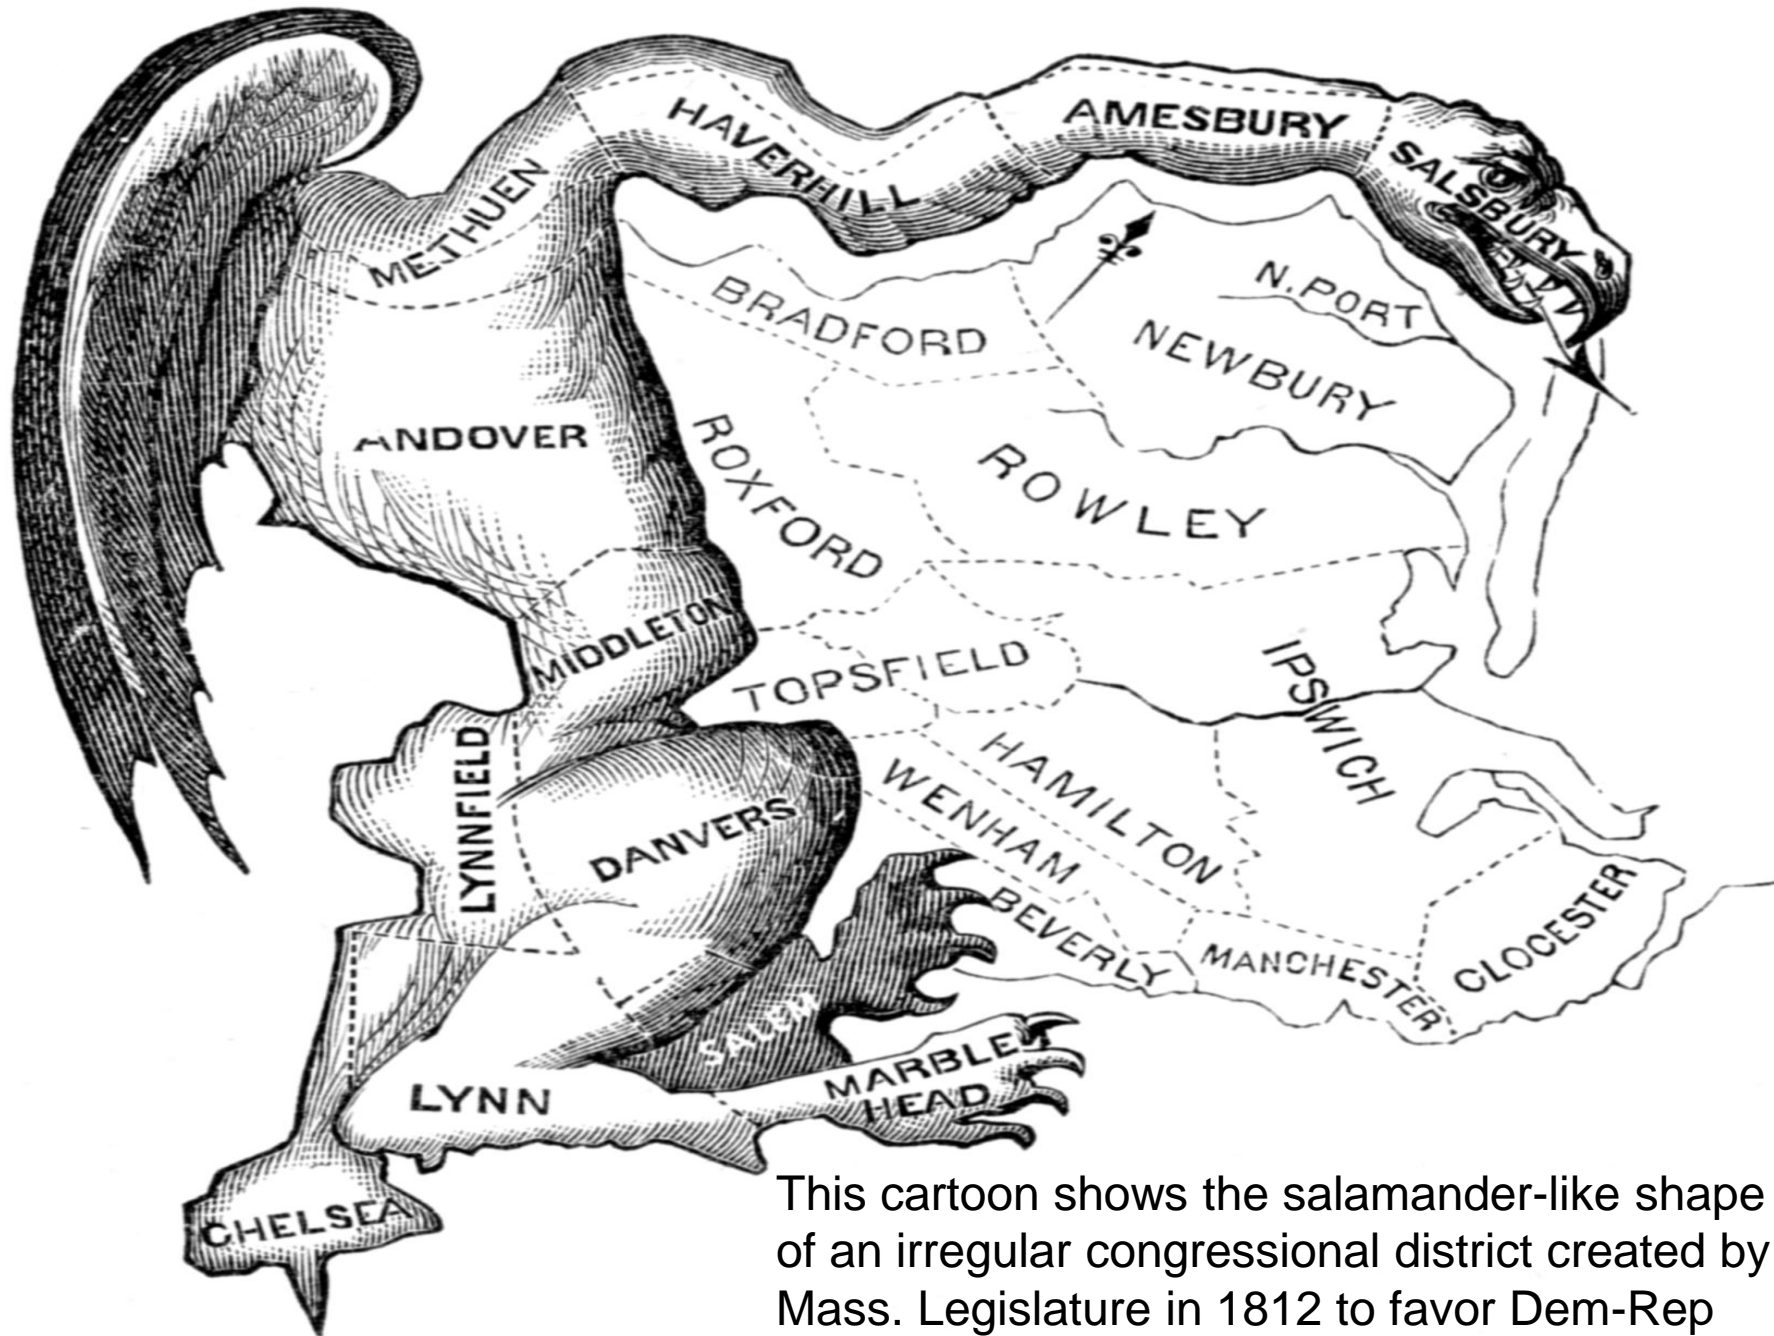 HAVERHILL
AMESBURY
SALSBURY
METHUEN
N. PORT
BRADFORD
NEWBURY
ANDOVER
ROXFORD
ROWLEY
MIDDLETON
TOPSFIELD
IPSWICH
LYNNFIELD
HAMILTON
WENHAM
DANVERS
BEVERLY
MANCHESTER
CLOCESTER
SALEM
MARBLE
HEAD
LYNN
CHELSEA
This cartoon shows the salamander-like shape
of an irregular congressional district created by
Mass. Legislature in 1812 to favor Dem-Rep